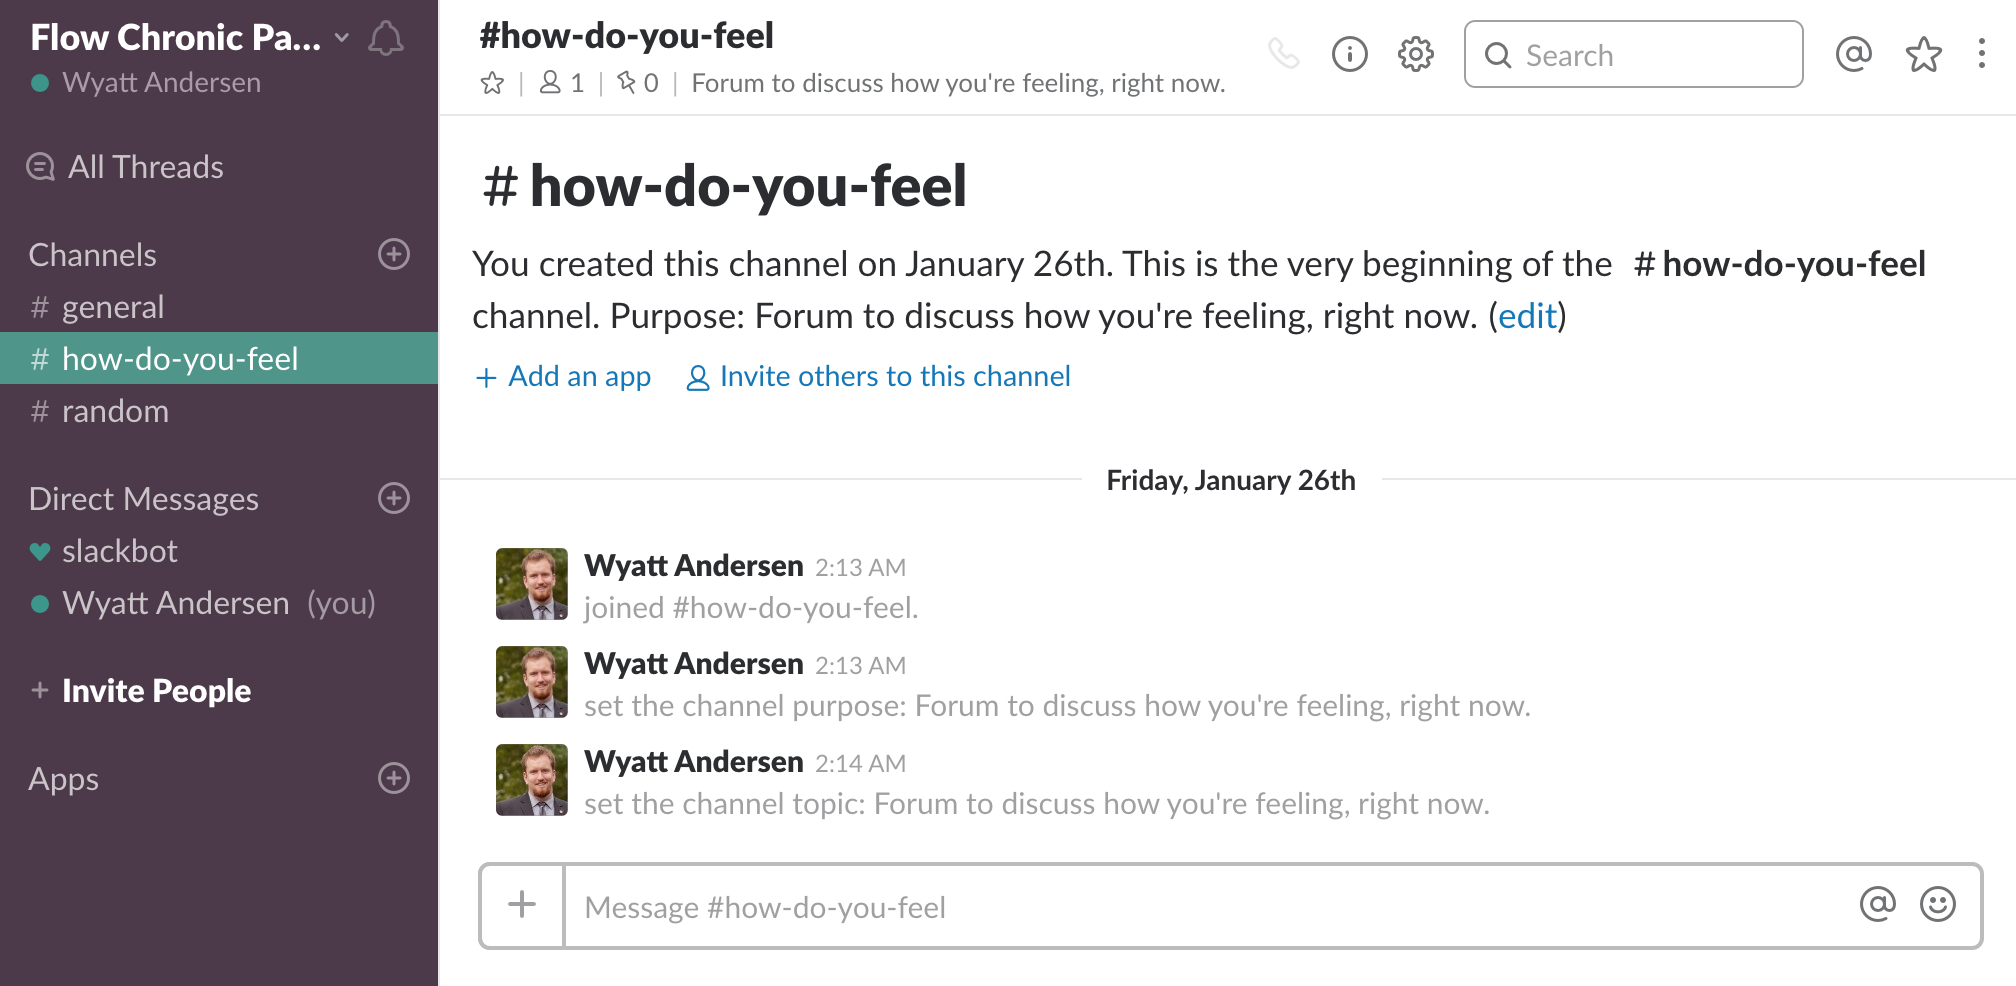 Flow Chronic Pa...
Wyatt Andersen
All Threads
Channels
# general
# how-do-you-feel
# random
Direct Messages
slackbot
Wyatt Andersen (you)
+ Invite People
Apps
#how-do-you-feel
1 | 0 | Forum to discuss how you're feeling, right now.
Search
# how-do-you-feel
You created this channel on January 26th. This is the very beginning of the # how-do-you-feel
channel. Purpose: Forum to discuss how you're feeling, right now. (edit)
+ Add an app Invite others to this channel
Friday, January 26th
Wyatt Andersen 2:13 AM
joined #how-do-you-feel.
Wyatt Andersen 2:13 AM
set the channel purpose: Forum to discuss how you're feeling, right now.
Wyatt Andersen 2:14 AM
set the channel topic: Forum to discuss how you're feeling, right now.
Message #how-do-you-feel